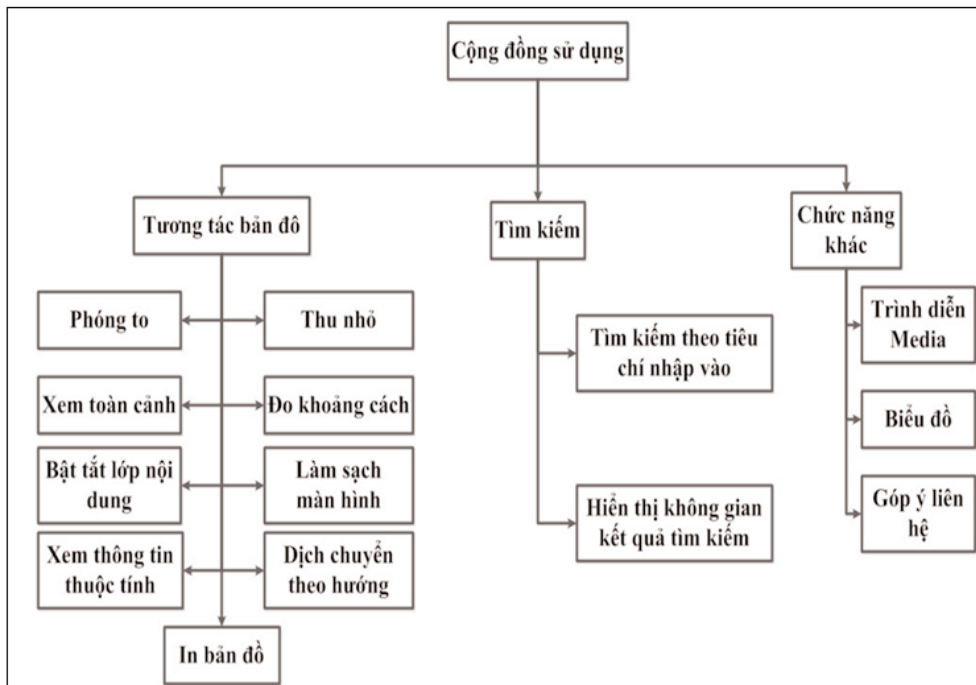 Cộng đồng sử dụng
Tương tác bản đô
Tìm kiếm
Chức năng
khác
Phóng to
Thu nhỏ
Xem toàn cảnh
Đo khoảng cách
Bật tắt lớp nội
dung
Làm sạch
màn hình
Xem thông tin
thuộc tính
Dịch chuyển
theo hướng
In bản đồ
Tìm kiếm theo tiêu
chí nhập vào
Hiển thị không gian
kết quả tìm kiếm
Trình diễn
Media
Biểu đồ
Góp ý liên
hệ